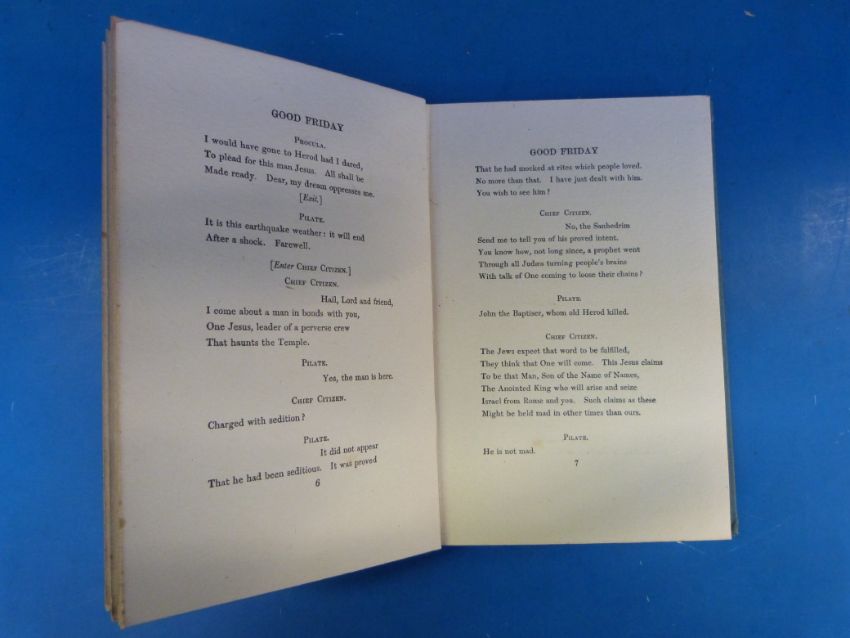 GOOD FRIDAY
PROCULA.
I would have gone to Herod had I dared,
To plead for this man Jesus. All shall be
Made ready. Dear, my dream oppresses me.
[Exit.]
PILATE.
It is this earthquake weather: it will end
After a shock. Farewell.
[Enter CHIEF CITIZEN.]
CHIEF CITIZEN.
Hail, Lord and friend,
I come about a man in bonds with you,
One Jesus, leader of a perverse crew
That haunts the Temple.
PILATE.
Yes, the man is here.
CHIEF CITIZEN.
Charged with sedition?
PILATE.
It did not appear
That he had been seditious. It was proved
6
GOOD FRIDAY
That he had mocked at rites which people loved.
No more than that. I have just dealt with him.
You wish to see him?
CHIEF CITIZEN.
No, the Sanhedrim
Send me to tell you of his proved intent.
You know how, not long since, a prophet went
Through all Judæa turning people's brains
With talk of One coming to loose their chains?
PILATE.
John the Baptiser, whom old Herod killed.
CHIEF CITIZEN.
The Jews expect that word to be fulfilled,
They think that One will come. This Jesus claims
To be that Man, Son of the Name of Names,
The Anointed King who will arise and seize
Israel from Rome and you. Such claims as these
Might be held mad in other times than ours.
PILATE.
He is not mad.
7